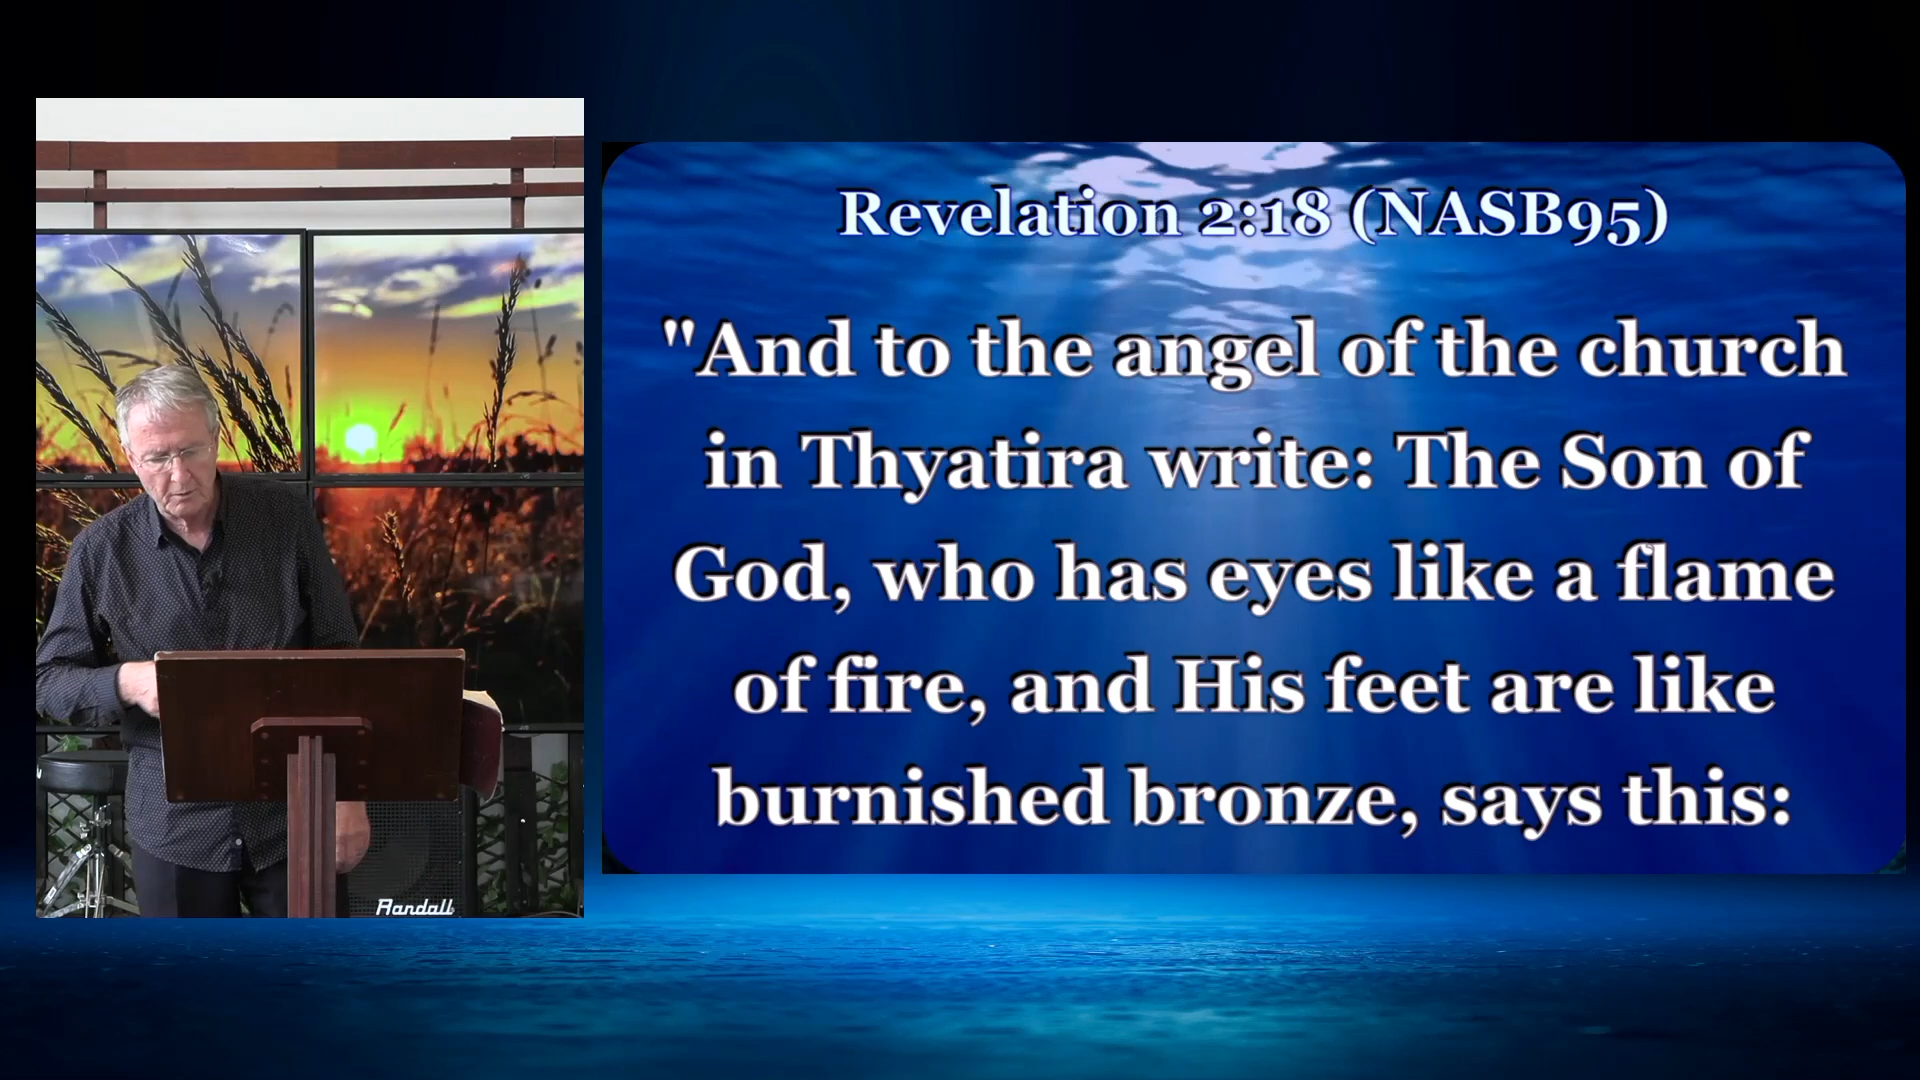 Revelation 2:18 (NASB95)
"And to the angel of the church
in Thyatira write: The Son of
God, who has eyes like a flame
of fire, and His feet are like
burnished bronze, says this:
Randall